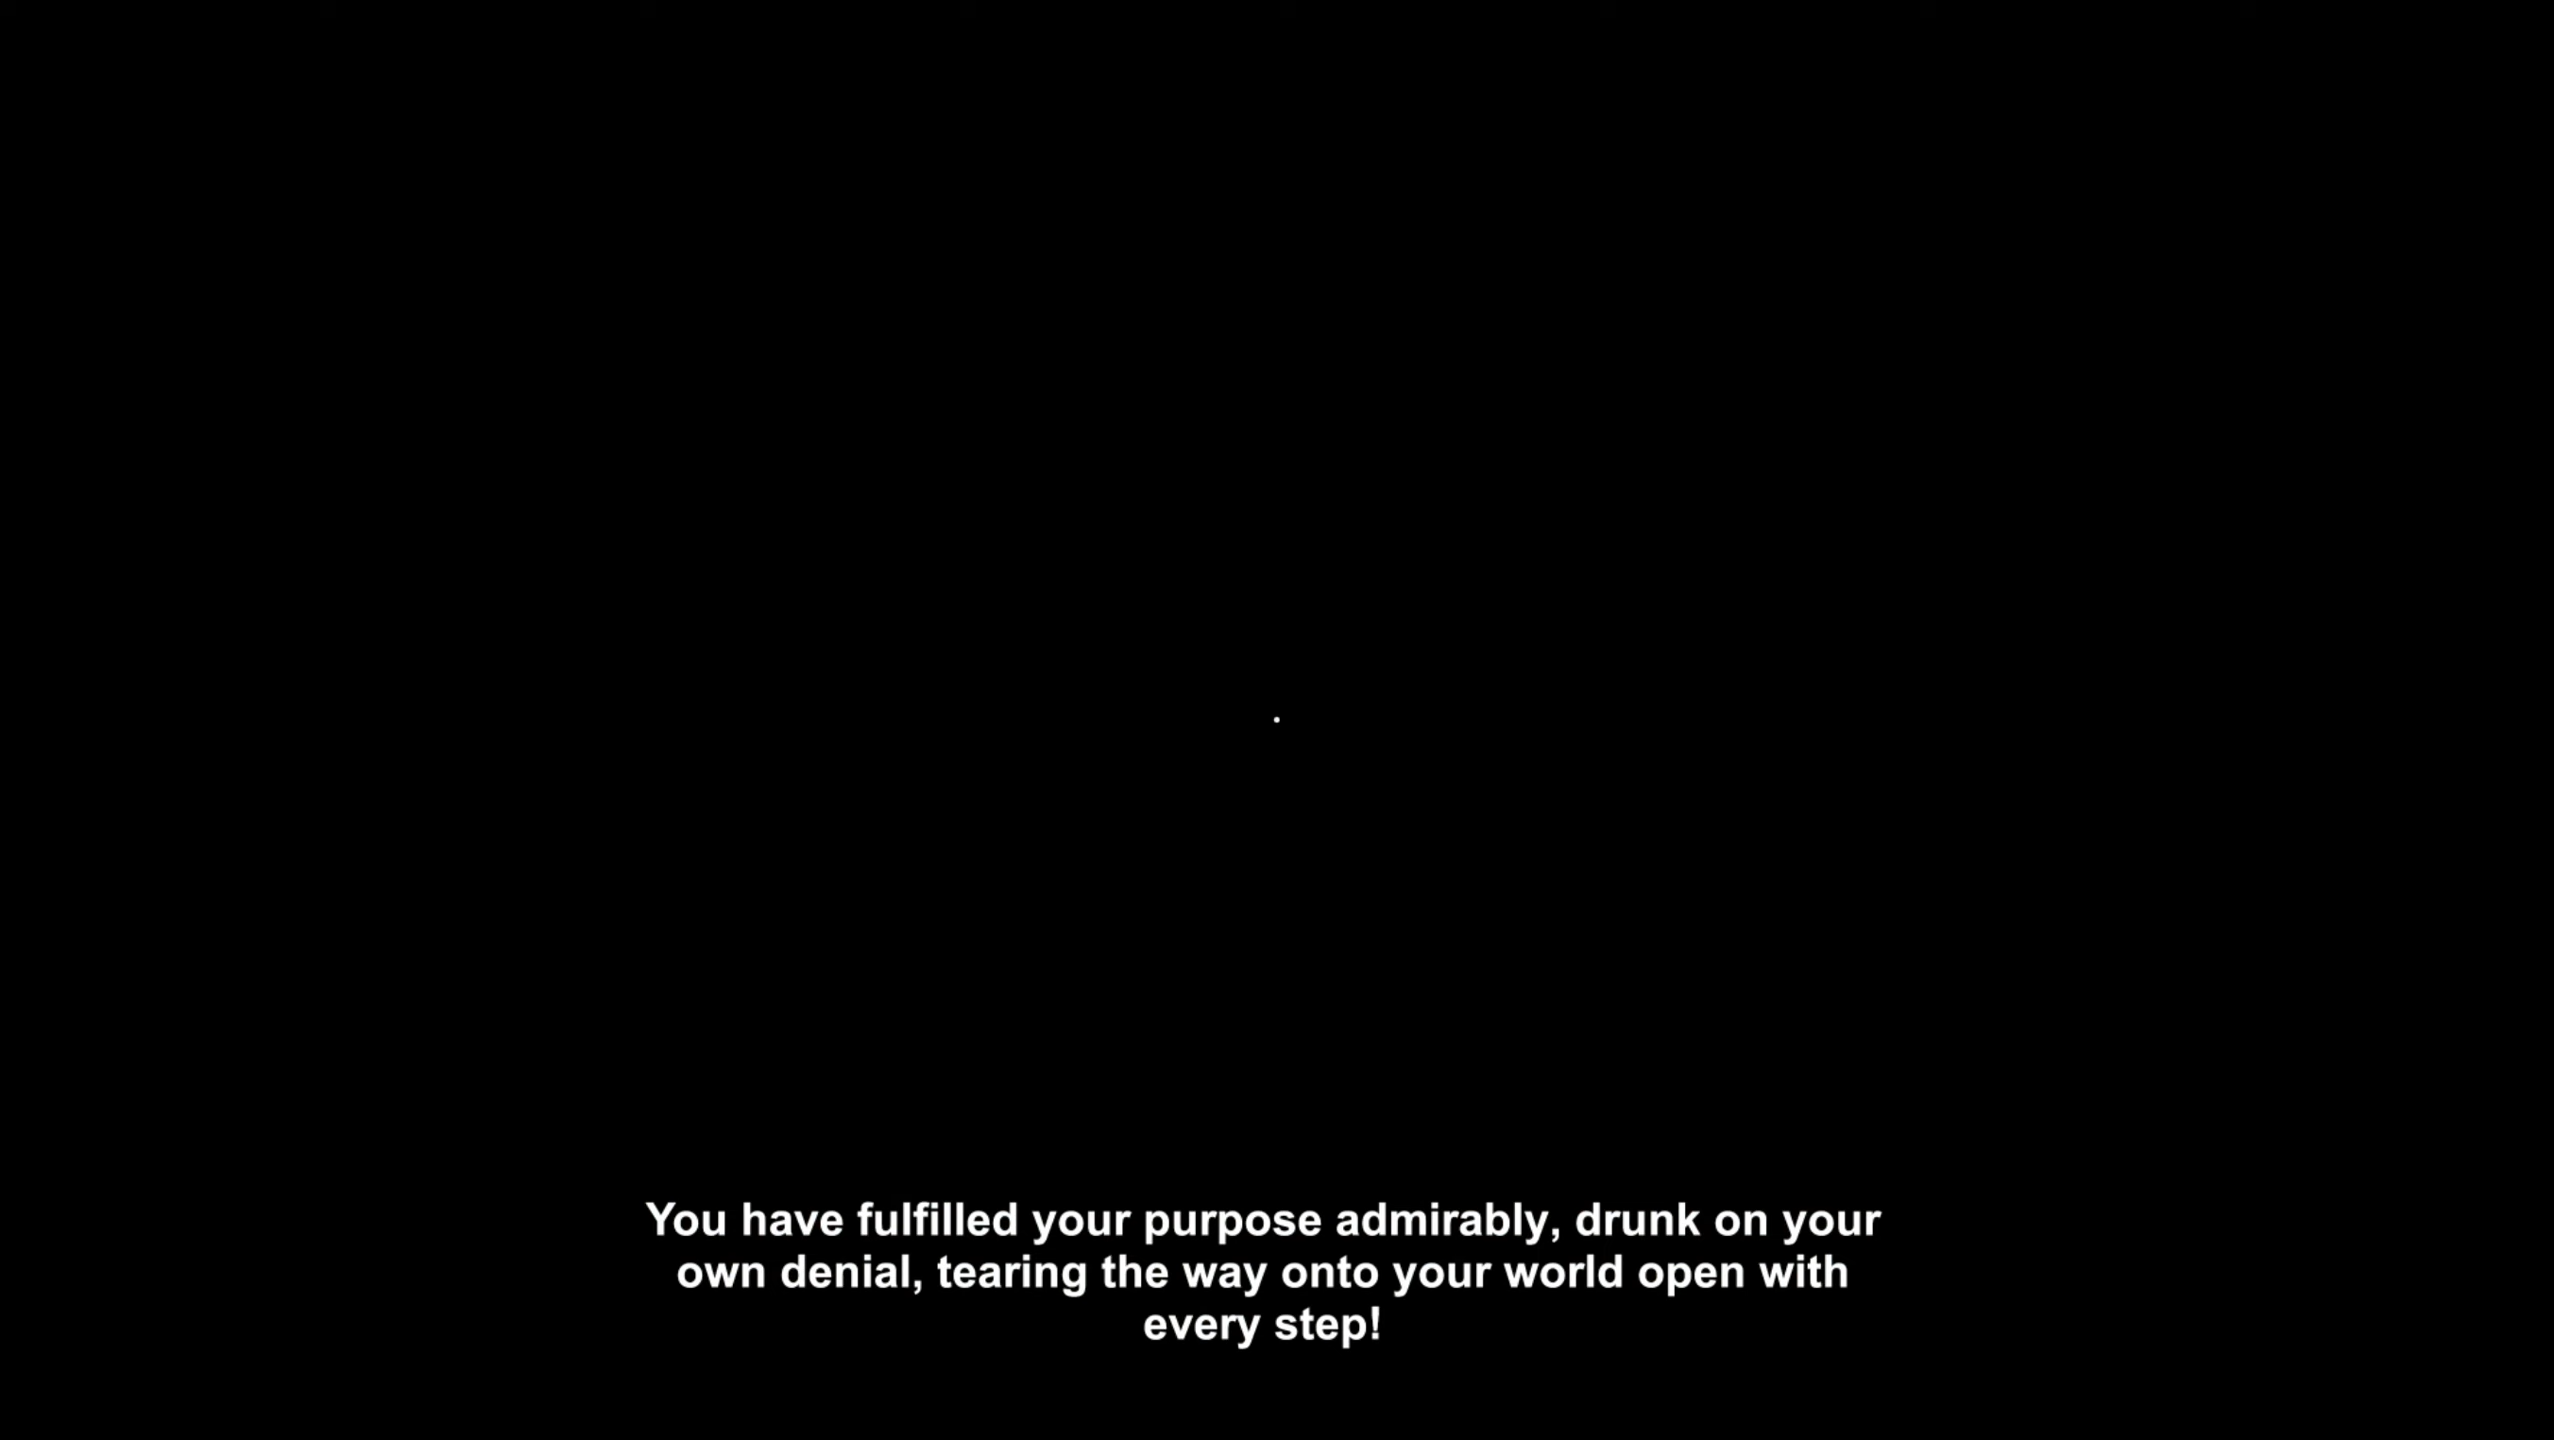 You have fulfilled your purpose admirably, drunk on your
own denial, tearing the way onto your world open with
every step!